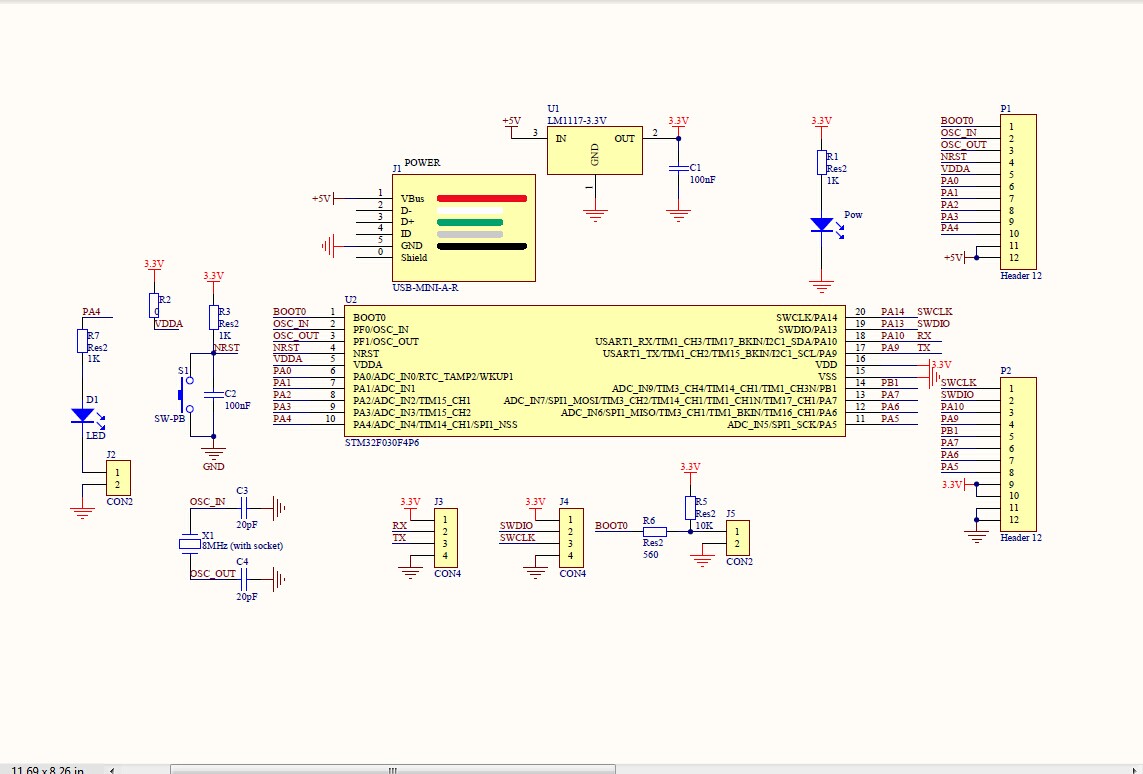 U1
LM1117-3.3V
+5V
3
IN
OUT
2
GND
1
3.3V
C1
100nF
3.3V
R1
Res2
1K
Pow
P1
BOOT0 1
OSC_IN 2
OSC_OUT 3
NRST 4
VDDA 5
PA0 6
PA1 7
PA2 8
PA3 9
PA4 10
11
+5V 12
Header 12
POWER
J1
+5V
1 VBus
2 D-
3 D+
4 ID
5 GND
0 Shield
USB-MINI-A-R
3.3V
R2
0
VDDA
3.3V
R3
Res2
1K
NRST
S1
SW-PB
C2
100nF
GND
PA4
R7
Res2
1K
D1
LED
J2
1
2
CON2
U2
BOOT0 1 BOOT0
OSC_IN 2 PF0/OSC_IN
OSC_OUT 3 PF1/OSC_OUT
NRST 4 NRST
VDDA 5 VDDA
PA0 6 PA0/ADC_IN0/RTC_TAMP2/WKUP1
PA1 7 PA1/ADC_IN1
PA2 8 PA2/ADC_IN2/TIM15_CH1
PA3 9 PA3/ADC_IN3/TIM15_CH2
PA4 10 PA4/ADC_IN4/TIM14_CH1/SPI1_NSS
SWCLK/PA14 20 PA14 SWCLK
SWDIO/PA13 19 PA13 SWDIO
USART1_RX/TIM1_CH3/TIM17_BKIN/I2C1_SDA/PA10 18 PA10 RX
USART1_TX/TIM1_CH2/TIM15_BKIN/I2C1_SCL/PA9 17 PA9 TX
VDD 16 3.3V
VSS 15
ADC_IN9/TIM3_CH4/TIM14_CH1/TIM1_CH3N/PB1 14 PB1
ADC_IN7/SPI1_MOSI/TIM3_CH2/TIM14_CH1/TIM1_CH1N/TIM17_CH1/PA7 13 PA7
ADC_IN6/SPI1_MISO/TIM3_CH1/TIM1_BKIN/TIM16_CH1/PA6 12 PA6
ADC_IN5/SPI1_SCK/PA5 11 PA5
STM32F030F4P6
P2
SWCLK 1
SWDIO 2
PA10 3
PA9 4
PB1 5
PA7 6
PA6 7
PA5 8
3.3V 9
10
11
12
Header 12
C3
OSC_IN
20pF
X1
8MHz (with socket)
C4
OSC_OUT
20pF
3.3V
J3
1
RX 2
TX 3
4
CON4
3.3V
J4
1
SWDIO 2
SWCLK 3
4
CON4
3.3V
R5
Res2
10K
BOOT0
R6
Res2
560
J5
1
2
CON2
11.69 x 8.26 in